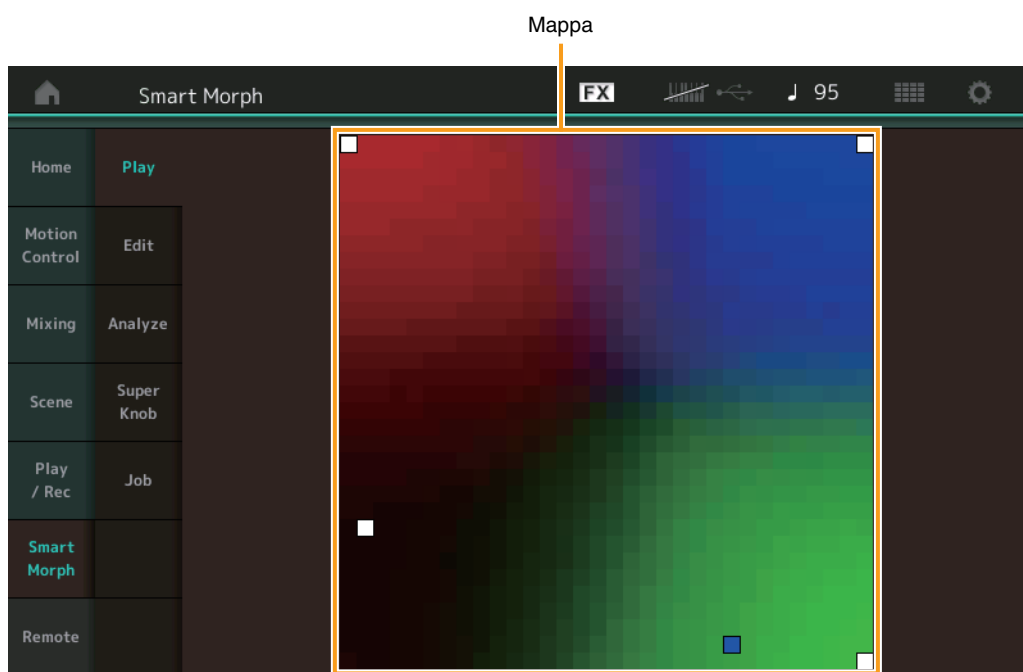 Mappa
Smart Morph
FX
95
Home
Play
Motion
Control
Edit
Mixing
Analyze
Scene
Super
Knob
Play
/ Rec
Job
Smart
Morph
Remote